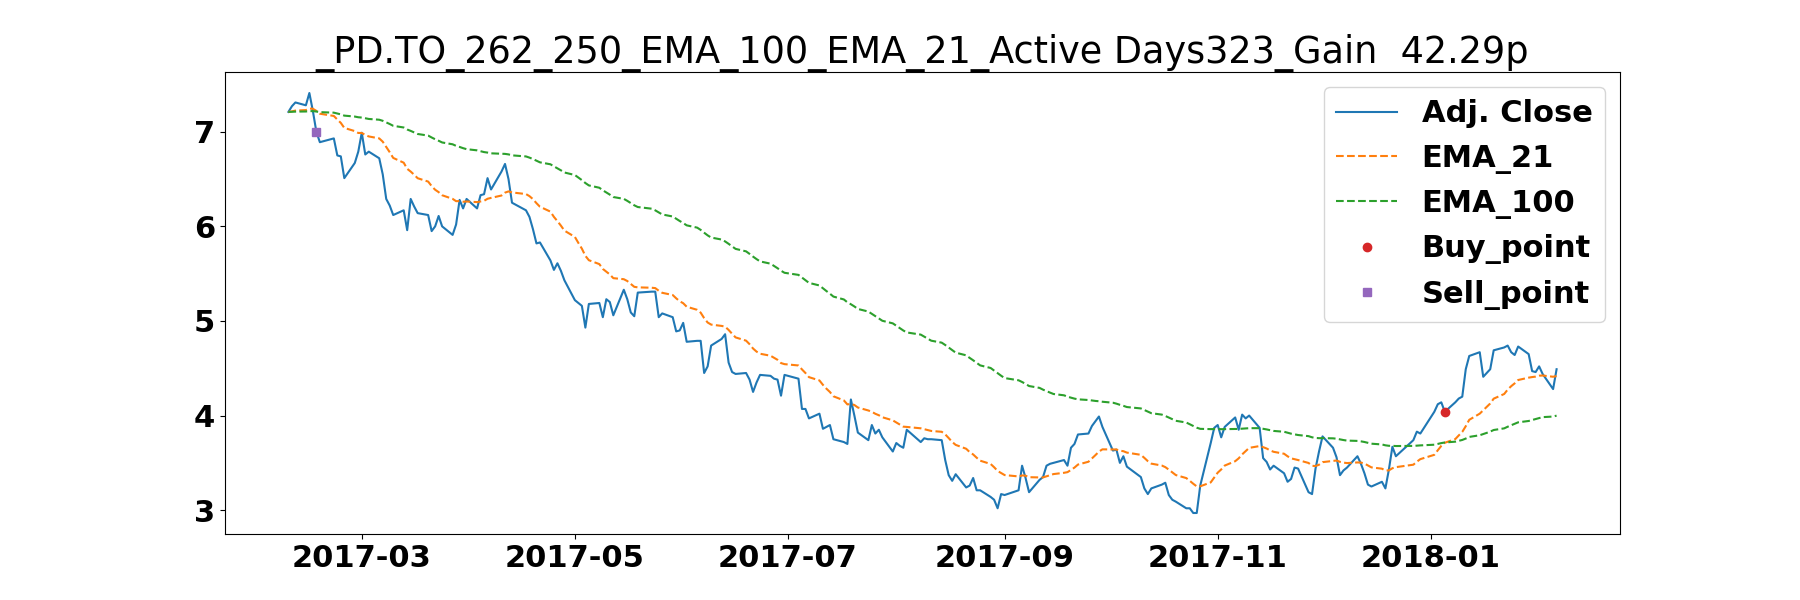 _PD.TO_262_250_EMA_100_EMA_21_Active Days323_Gain  42.29p
Adj. Close
EMA_21
EMA_100
Buy_point
Sell_point
7
6
5
4
3
2017-03 2017-05 2017-07 2017-09 2017-11 2018-01